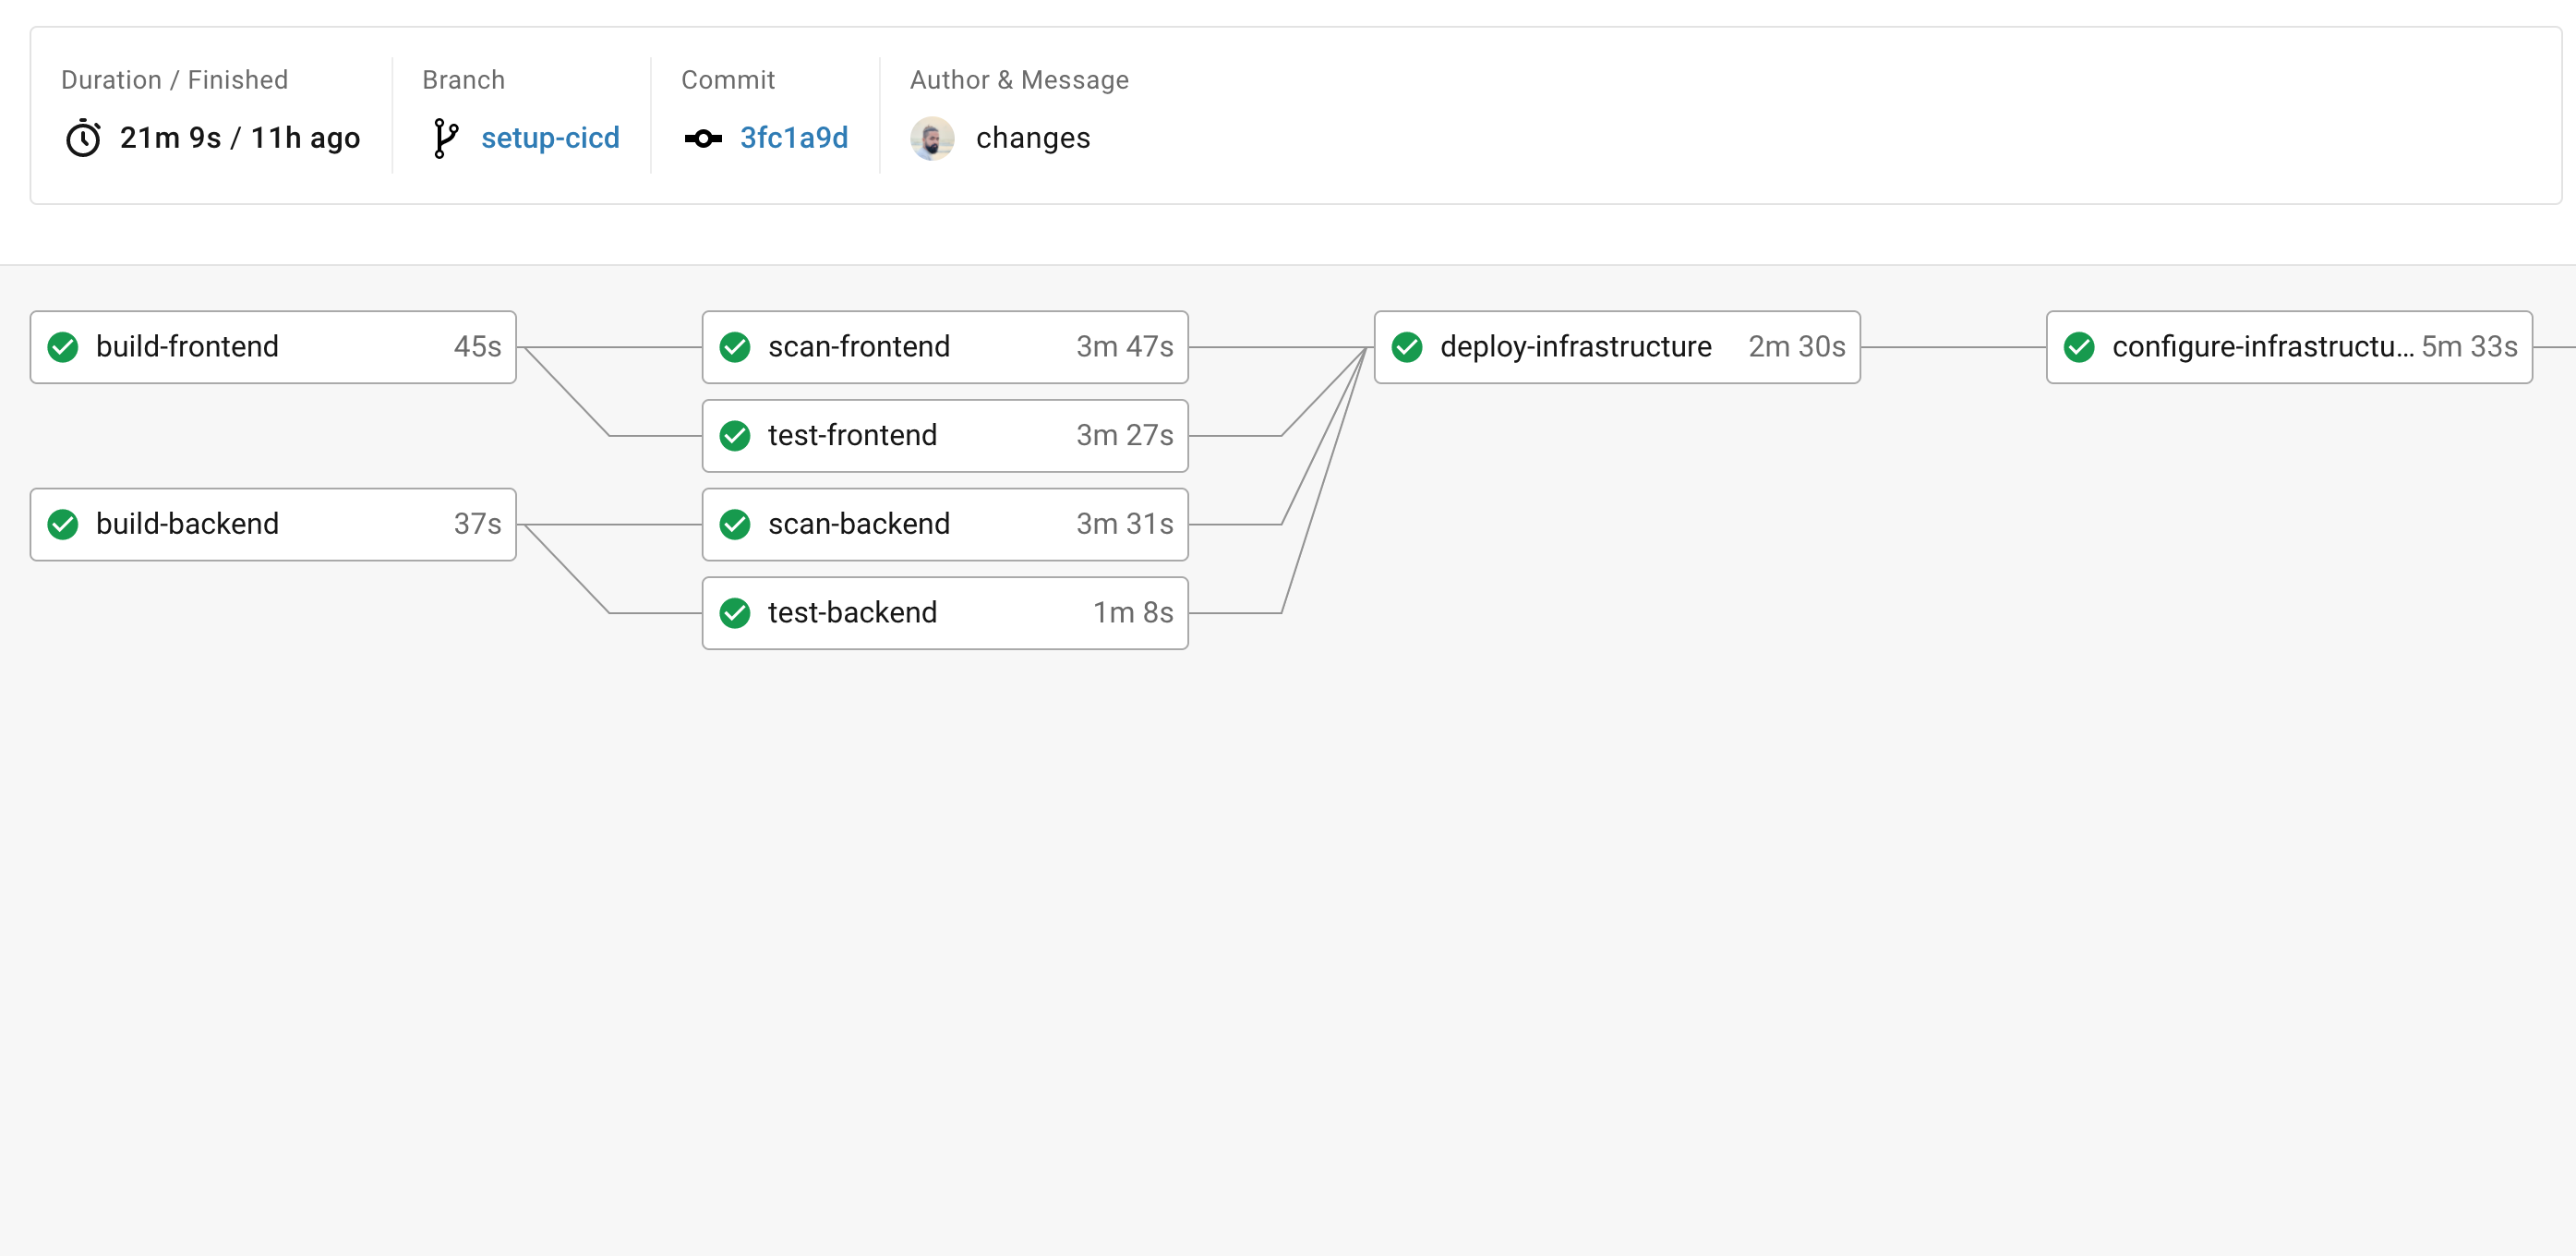 Duration / Finished
21m 9s / 11h ago
Branch
setup-cicd
Commit
3fc1a9d
Author & Message
changes
build-frontend 45s
scan-frontend 3m 47s
deploy-infrastructure 2m 30s
configure-infrastructu... 5m 33s
test-frontend 3m 27s
build-backend 37s
scan-backend 3m 31s
test-backend 1m 8s